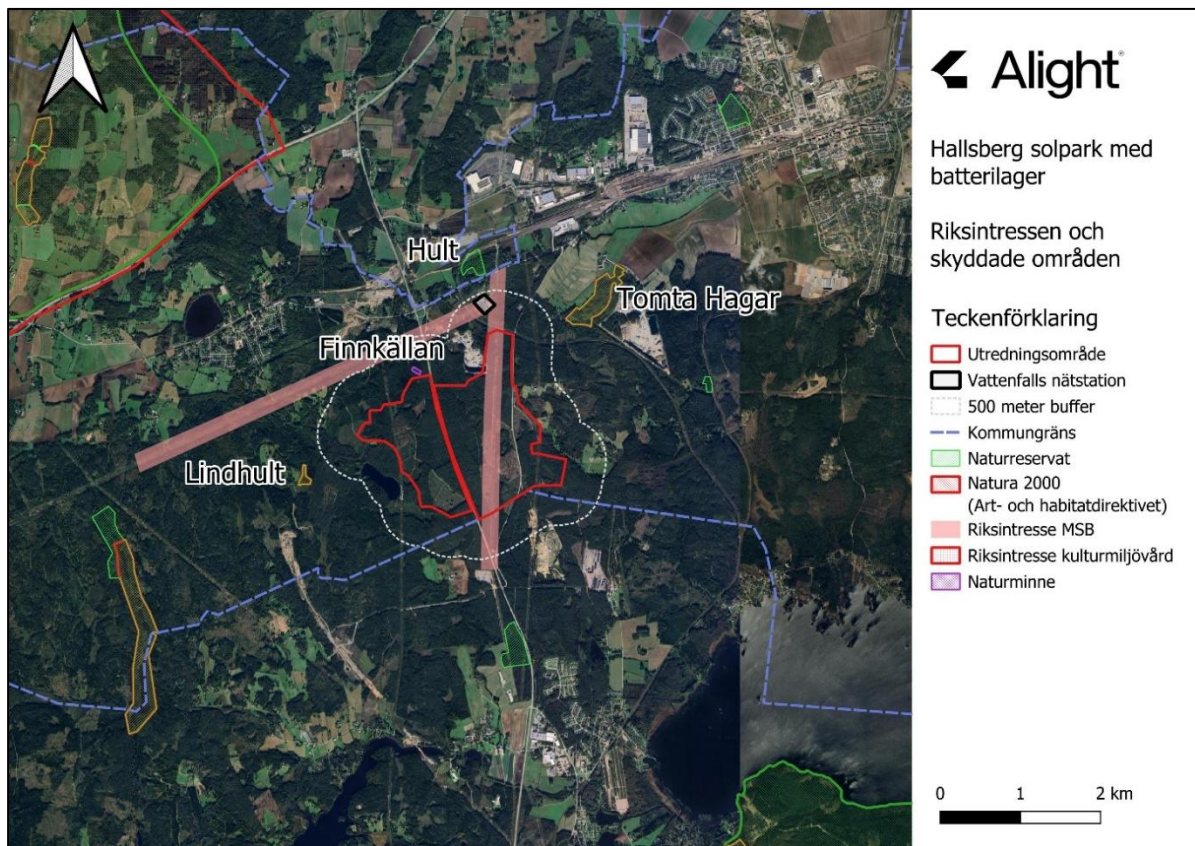 Hult
Tomta Hagar
Finnkällan
Lindhult
Alight®
Hallsberg solpark med
batterilager
Riksintressen och
skyddade områden
Teckenförklaring
Utredningsområde
Vattenfalls nätstation
500 meter buffer
Kommungräns
Naturreservat
Natura 2000
(Art- och habitatdirektivet)
Riksintresse MSB
Riksintresse kulturmiljövård
Naturminne
0 1 2 km